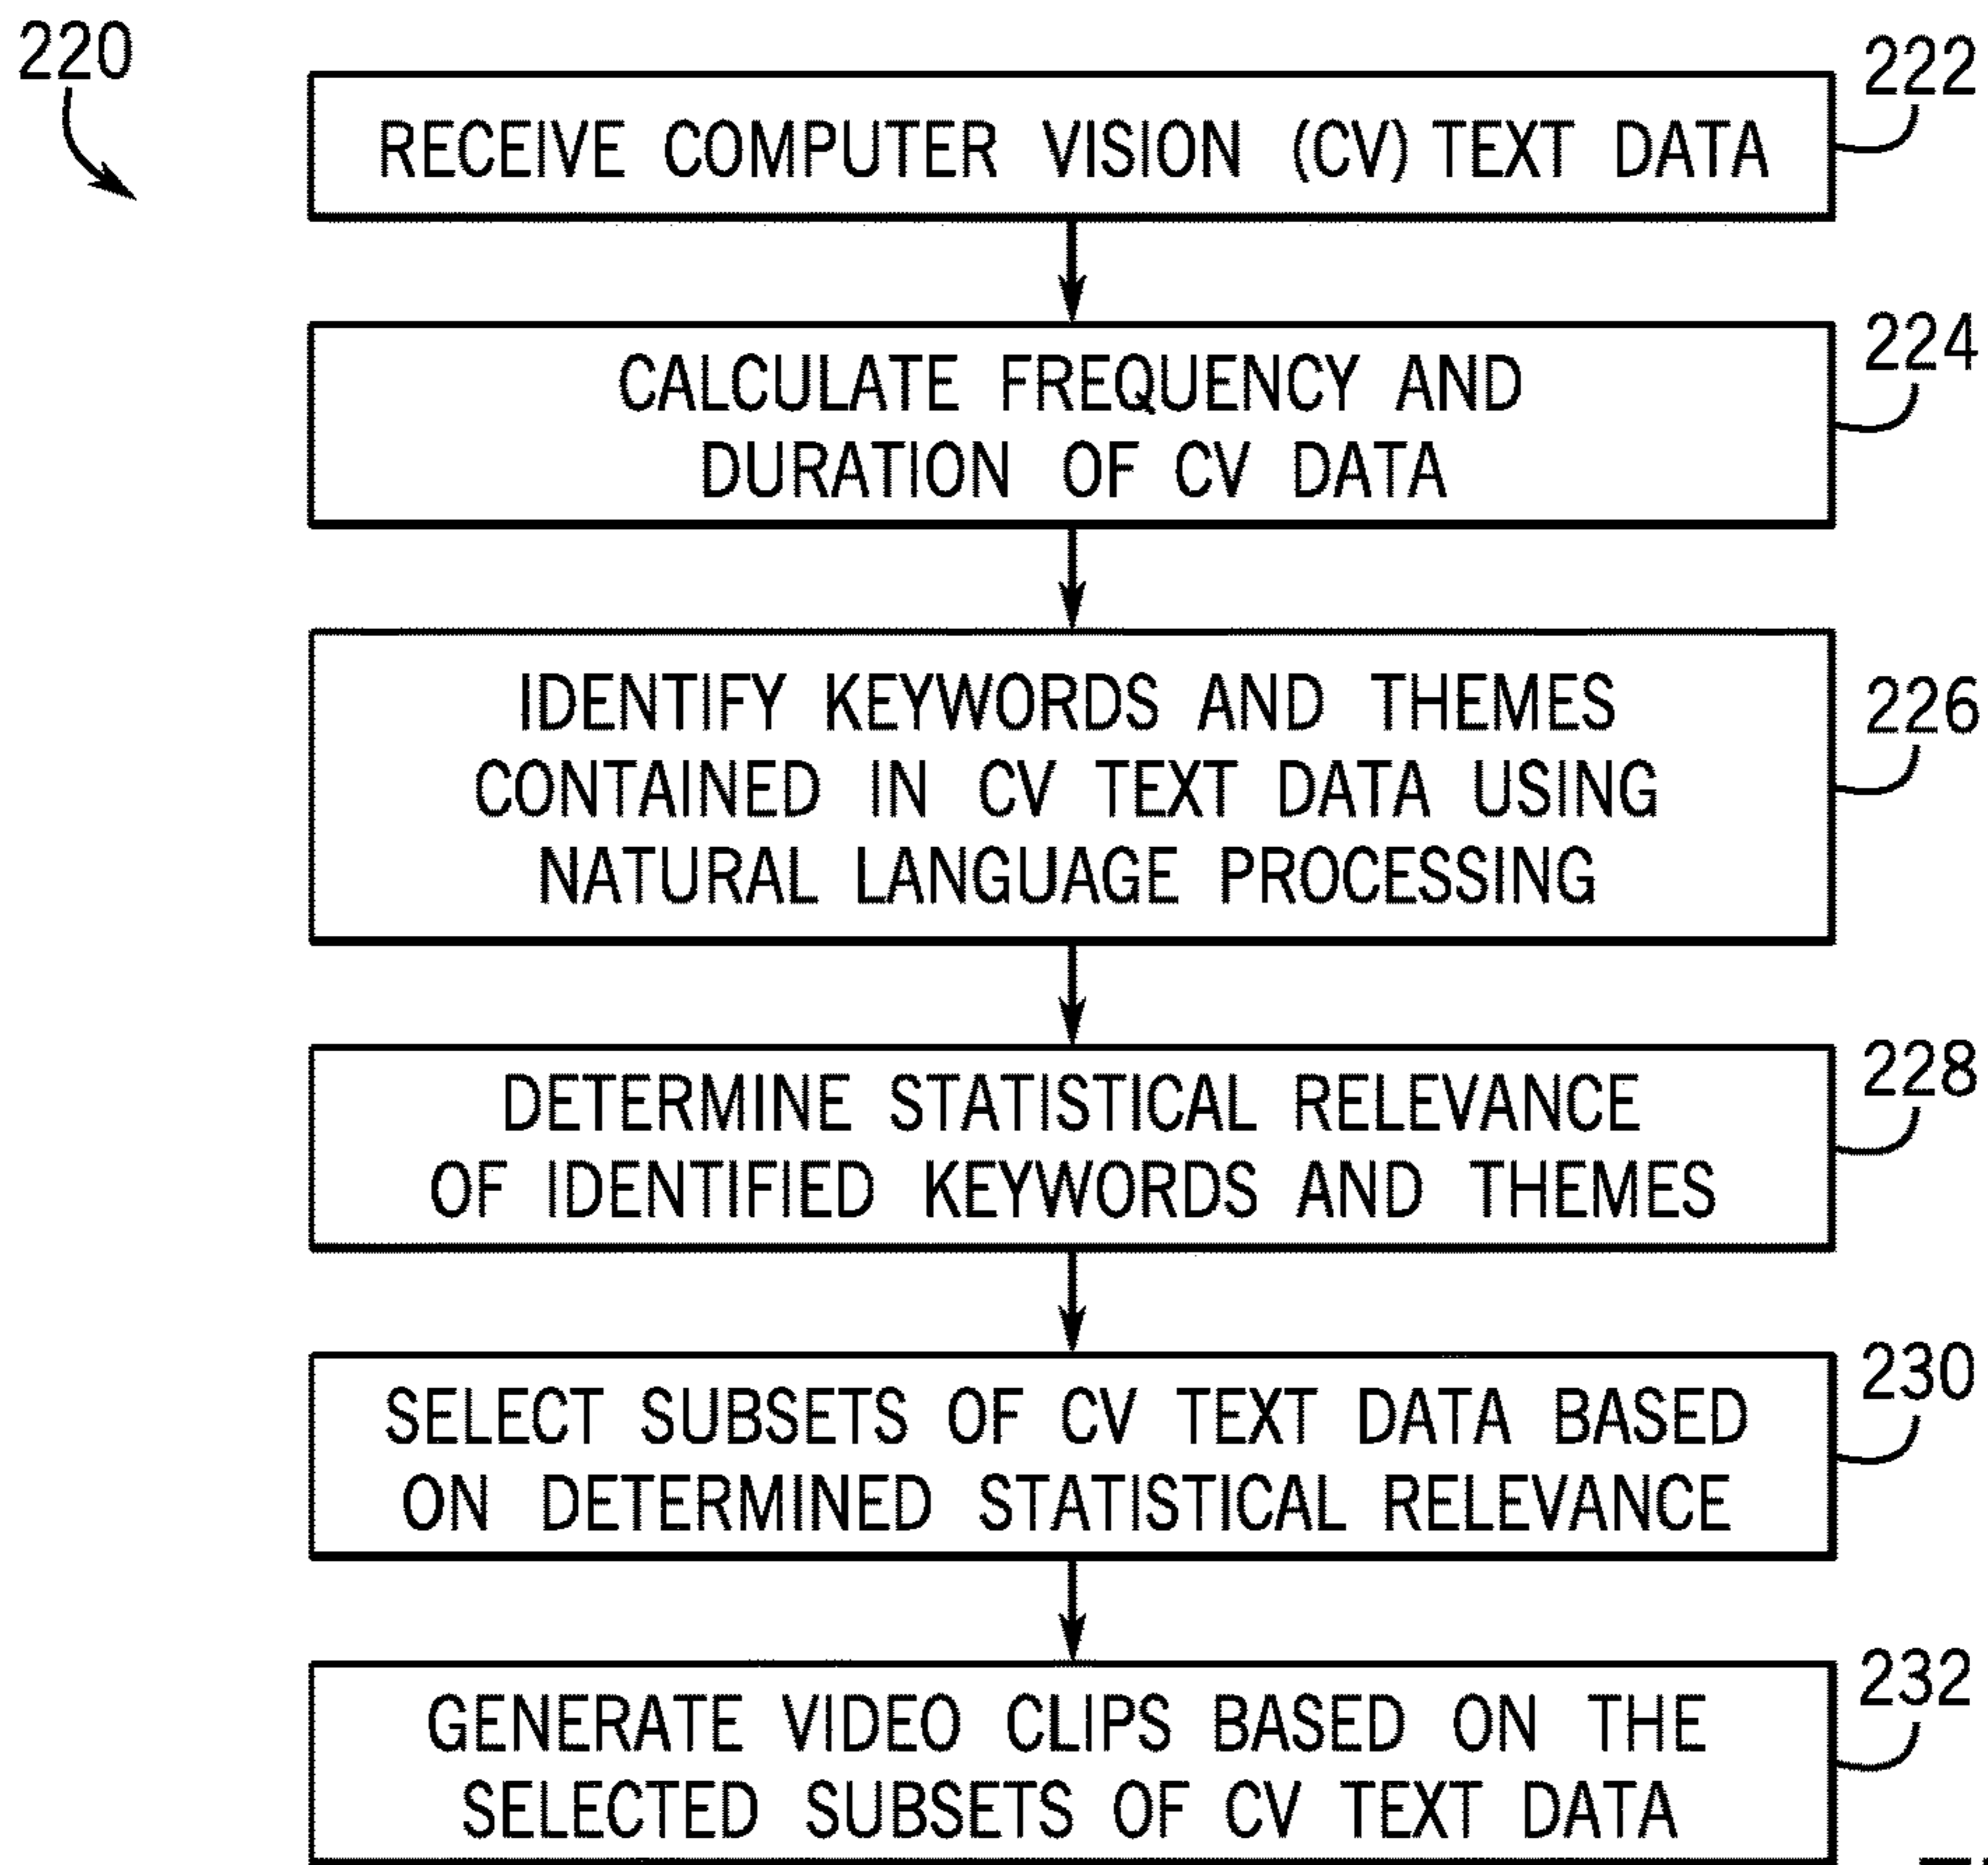 220
222
RECEIVE COMPUTER VISION (CV) TEXT DATA
224
CALCULATE FREQUENCY AND
DURATION OF CV DATA
226
IDENTIFY KEYWORDS AND THEMES
CONTAINED IN CV TEXT DATA USING
NATURAL LANGUAGE PROCESSING
228
DETERMINE STATISTICAL RELEVANCE
OF IDENTIFIED KEYWORDS AND THEMES
230
SELECT SUBSETS OF CV TEXT DATA BASED
ON DETERMINED STATISTICAL RELEVANCE
232
GENERATE VIDEO CLIPS BASED ON THE
SELECTED SUBSETS OF CV TEXT DATA